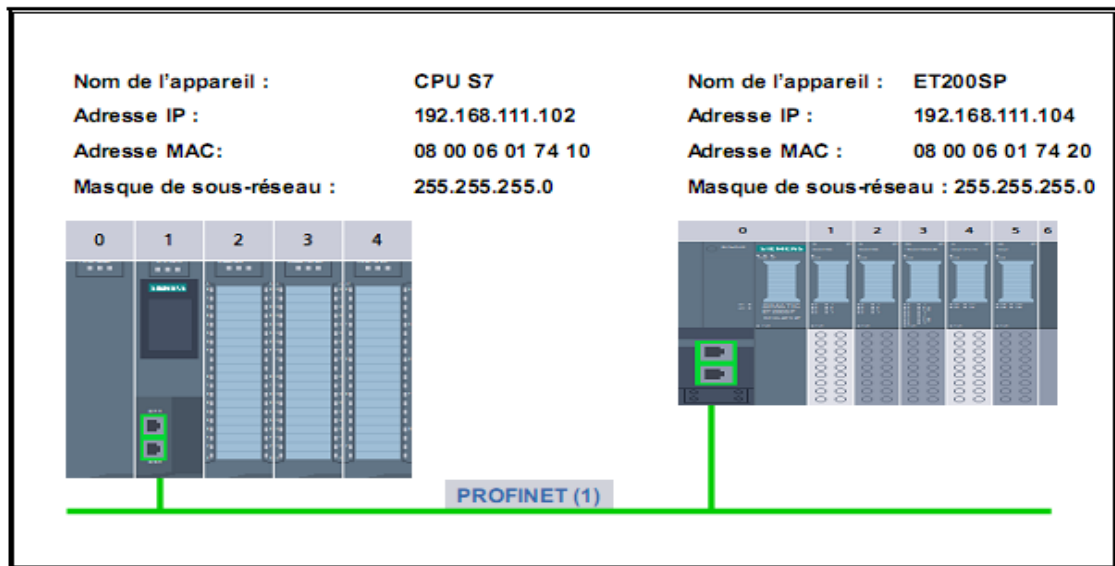 Nom de l'appareil : CPU S7
Adresse IP : 192.168.111.102
Adresse MAC: 08 00 06 01 74 10
Masque de sous-réseau : 255.255.255.0
Nom de l'appareil : ET200SP
Adresse IP : 192.168.111.104
Adresse MAC : 08 00 06 01 74 20
Masque de sous-réseau : 255.255.255.0
0 1 2 3 4
SIEMENS
0 1 2 3 4 5 6
SIEMENS
PROFINET (1)